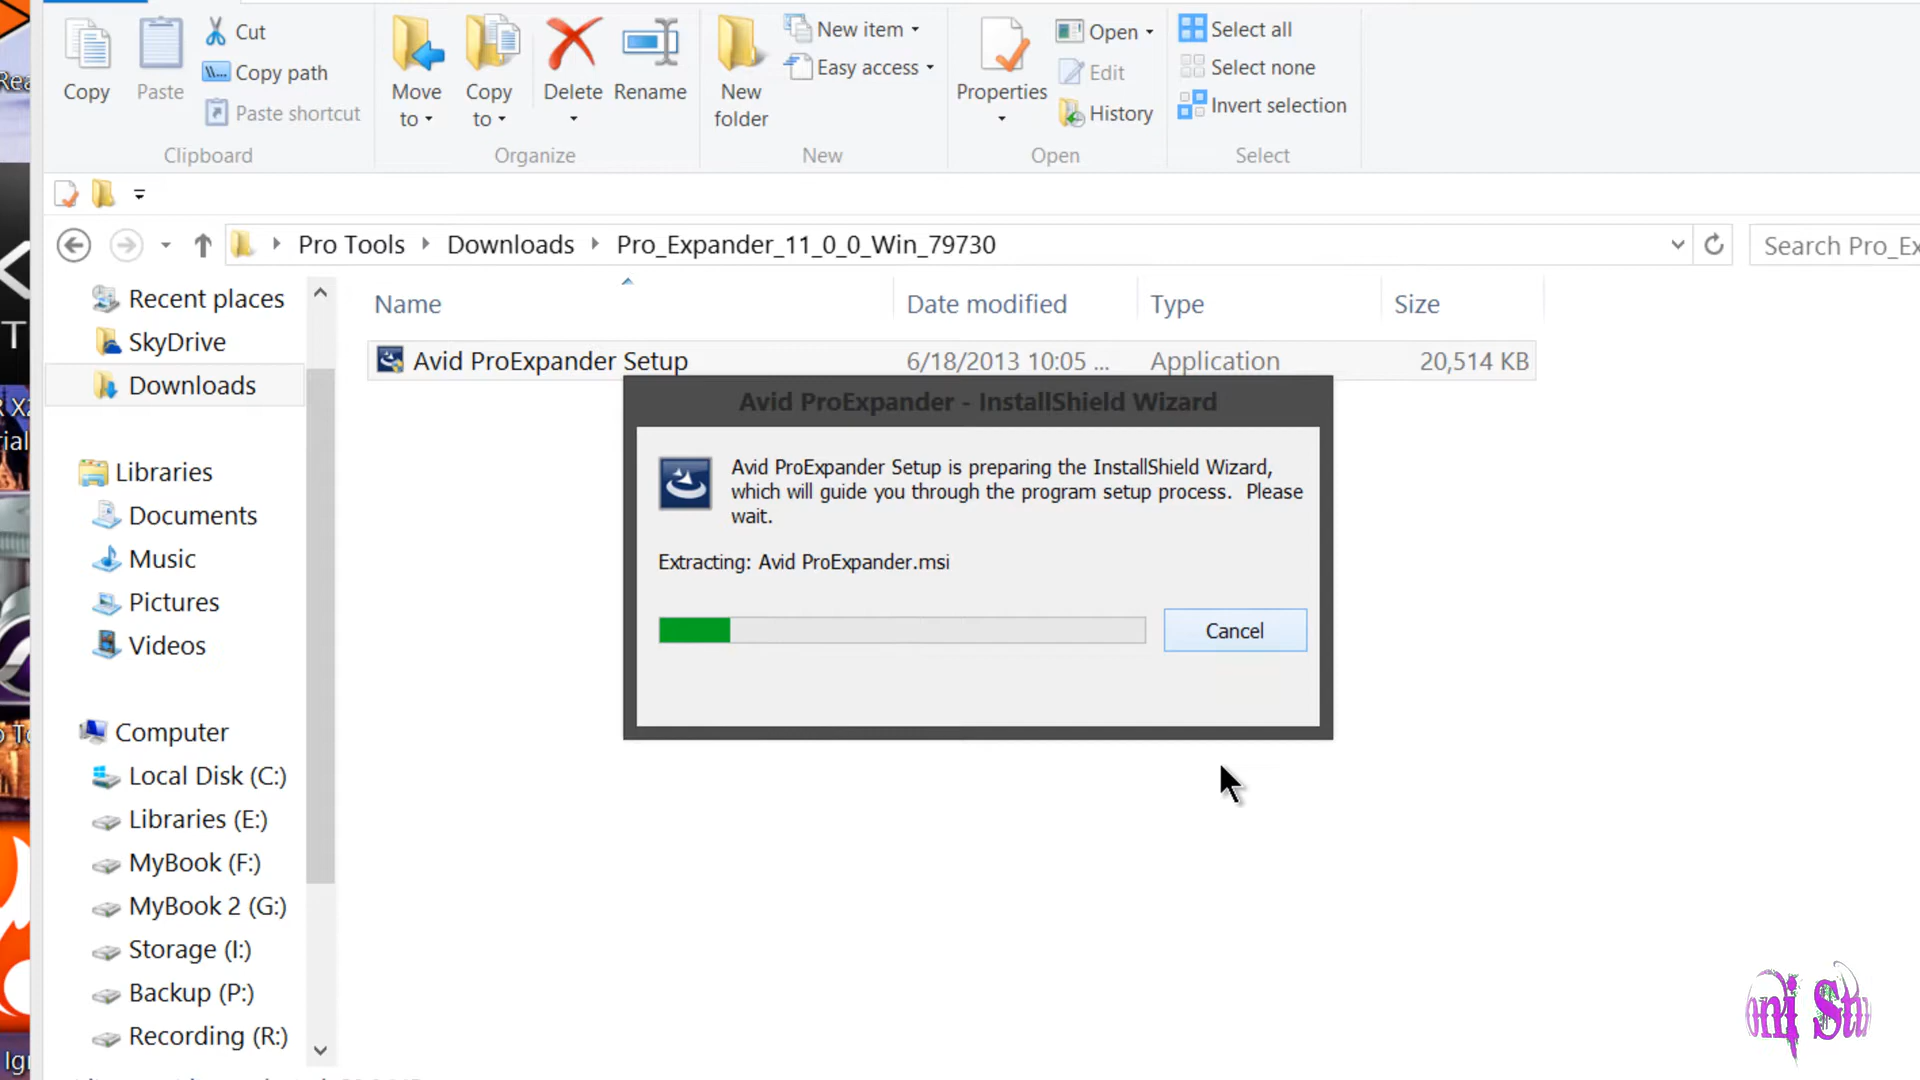 Cut
Copy path
Paste shortcut
Copy
Paste
Clipboard
Move to
Copy to
Delete
Rename
Organize
New folder
New item
Easy access
New
Properties
Open
Edit
History
Open
Select all
Select none
Invert selection
Select
Pro Tools
Downloads
Pro_Expander_11_0_0_Win_79730
Search Pro_Ex
Recent places
SkyDrive
Downloads
Libraries
Documents
Music
Pictures
Videos
Computer
Local Disk (C:)
Libraries (E:)
MyBook (F:)
MyBook 2 (G:)
Storage (I:)
Backup (P:)
Recording (R:)
Name
Date modified
Type
Size
Avid ProExpander Setup
6/18/2013 10:05 ...
Application
20,514 KB
Avid ProExpander - InstallShield Wizard
Avid ProExpander Setup is preparing the InstallShield Wizard,
which will guide you through the program setup process. Please
wait.
Extracting: Avid ProExpander.msi
Cancel
oni Stu